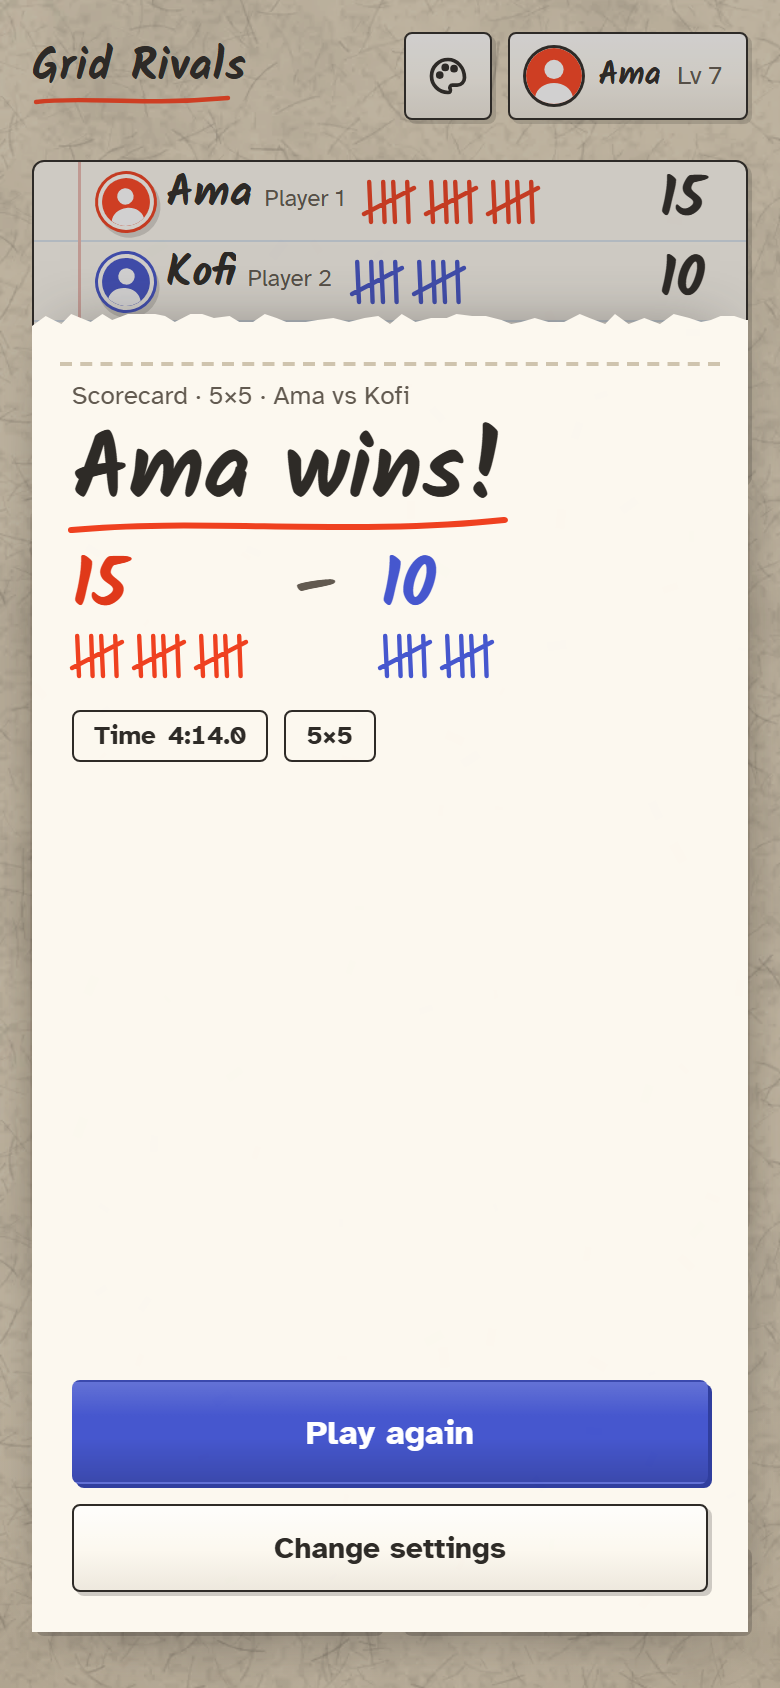 Grid Rivals
Ama Lv 7
Ama Player 1 15
Kofi Player 2 10
Scorecard · 5×5 · Ama vs Kofi
Ama wins!
15 – 10
Time 4:14.0 5×5
Play again
Change settings